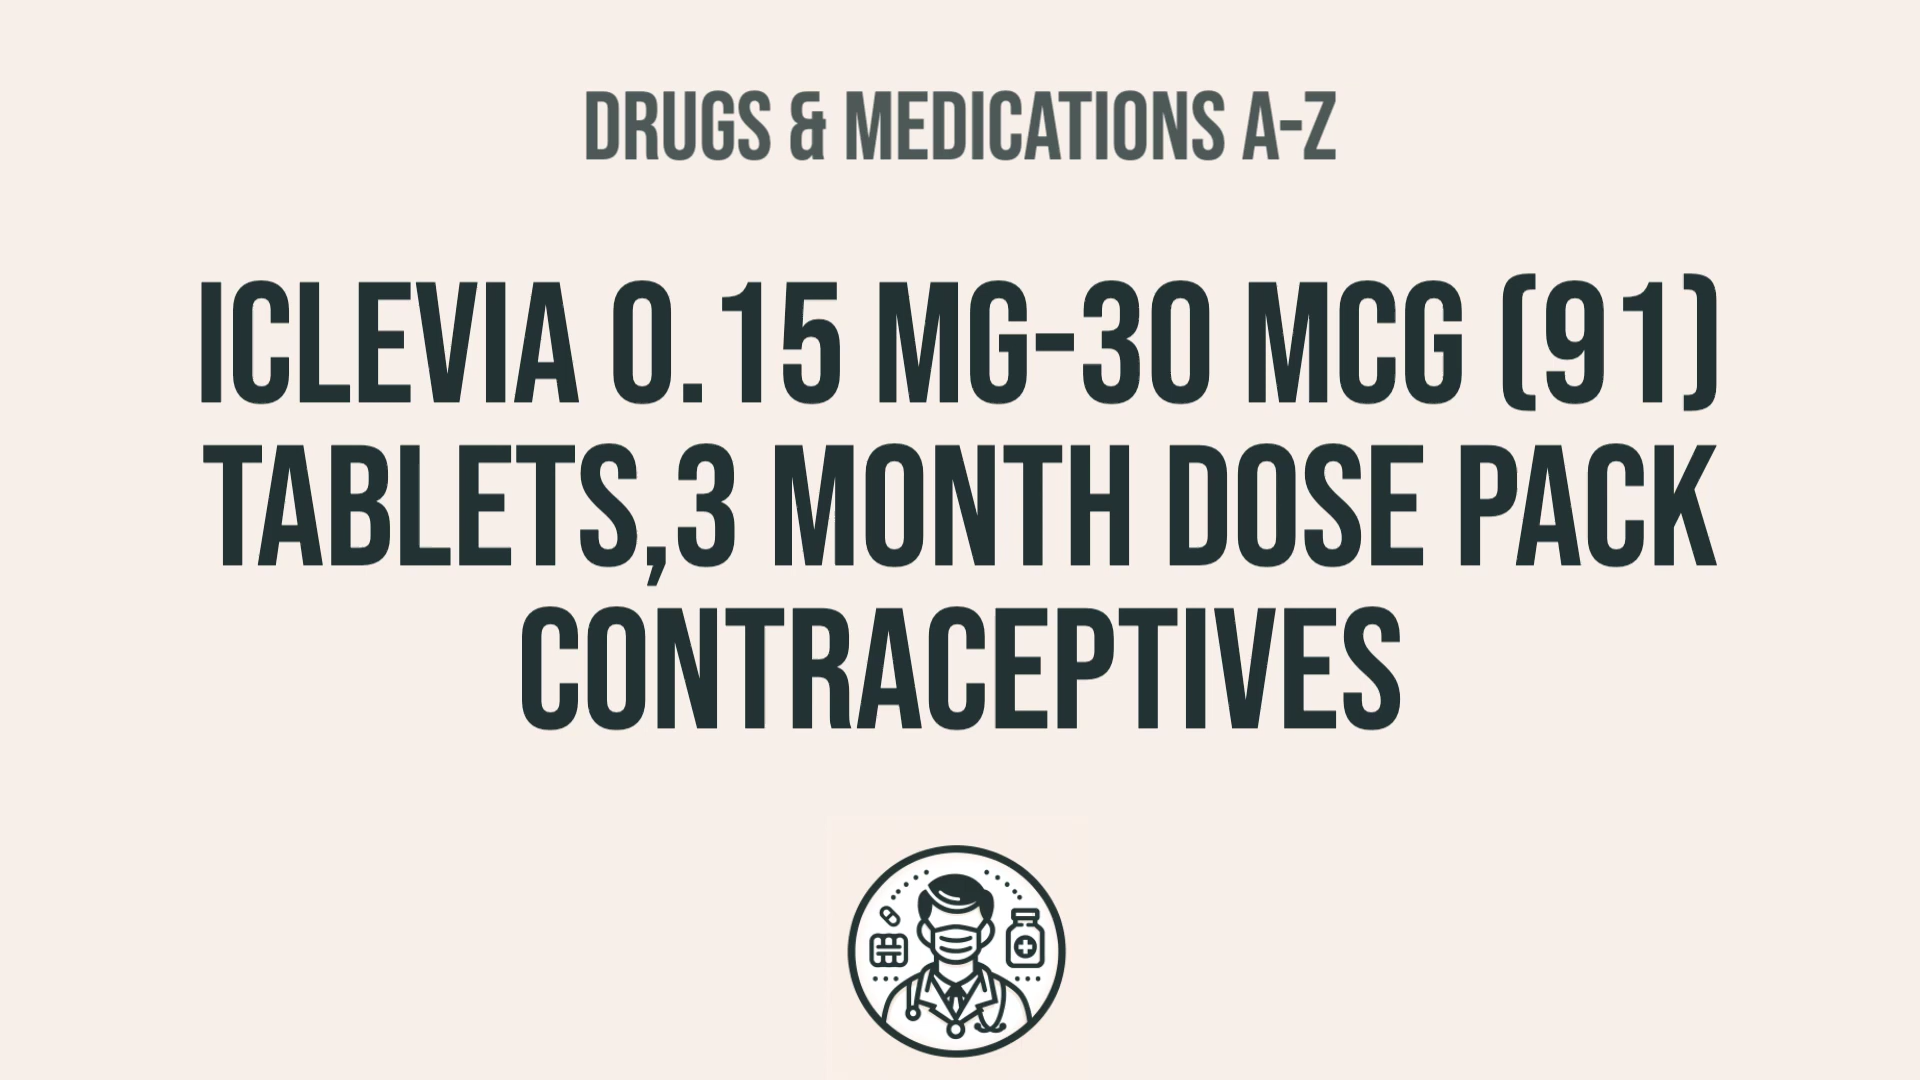 DRUGS & MEDICATIONS A-Z
ICLEVIA 0.15 MG-30 MCG (91)
TABLETS,3 MONTH DOSE PACK
CONTRACEPTIVES